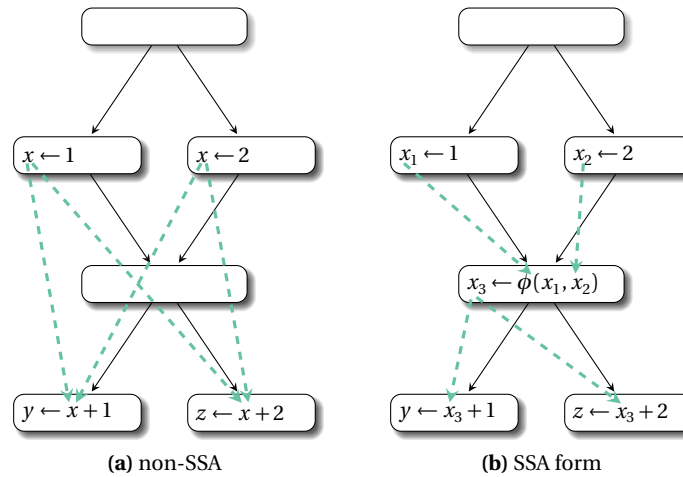 x ← 1
x ← 2
y ← x + 1
z ← x + 2
(a) non-SSA
x₁ ← 1
x₂ ← 2
x₃ ← ϕ(x₁, x₂)
y ← x₃ + 1
z ← x₃ + 2
(b) SSA form